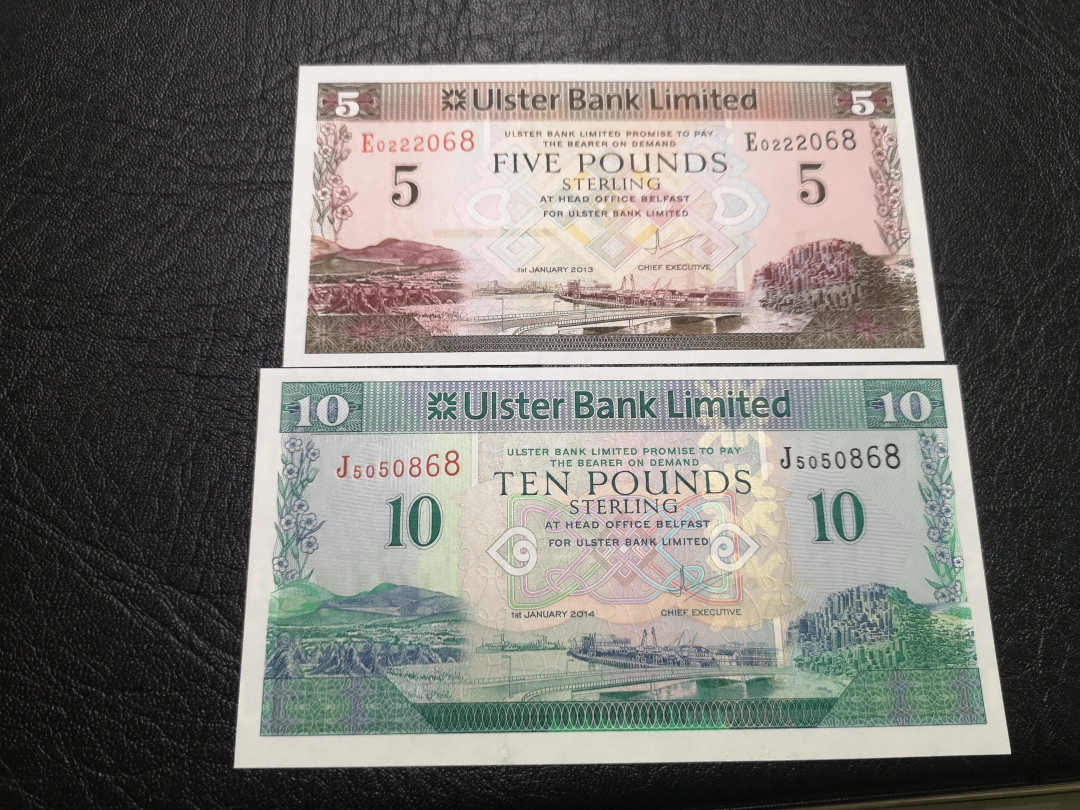 5 Ulster Bank Limited 5
E0222068 ULSTER BANK LIMITED PROMISE TO PAY E0222068
THE BEARER ON DEMAND
5 FIVE POUNDS 5
STERLING
AT HEAD OFFICE BELFAST
FOR ULSTER BANK LIMITED
1st JANUARY 2013 CHIEF EXECUTIVE
10 Ulster Bank Limited 10
J5050868 ULSTER BANK LIMITED PROMISE TO PAY J5050868
THE BEARER ON DEMAND
TEN POUNDS
10 STERLING 10
AT HEAD OFFICE BELFAST
FOR ULSTER BANK LIMITED
1st JANUARY 2014 CHIEF EXECUTIVE